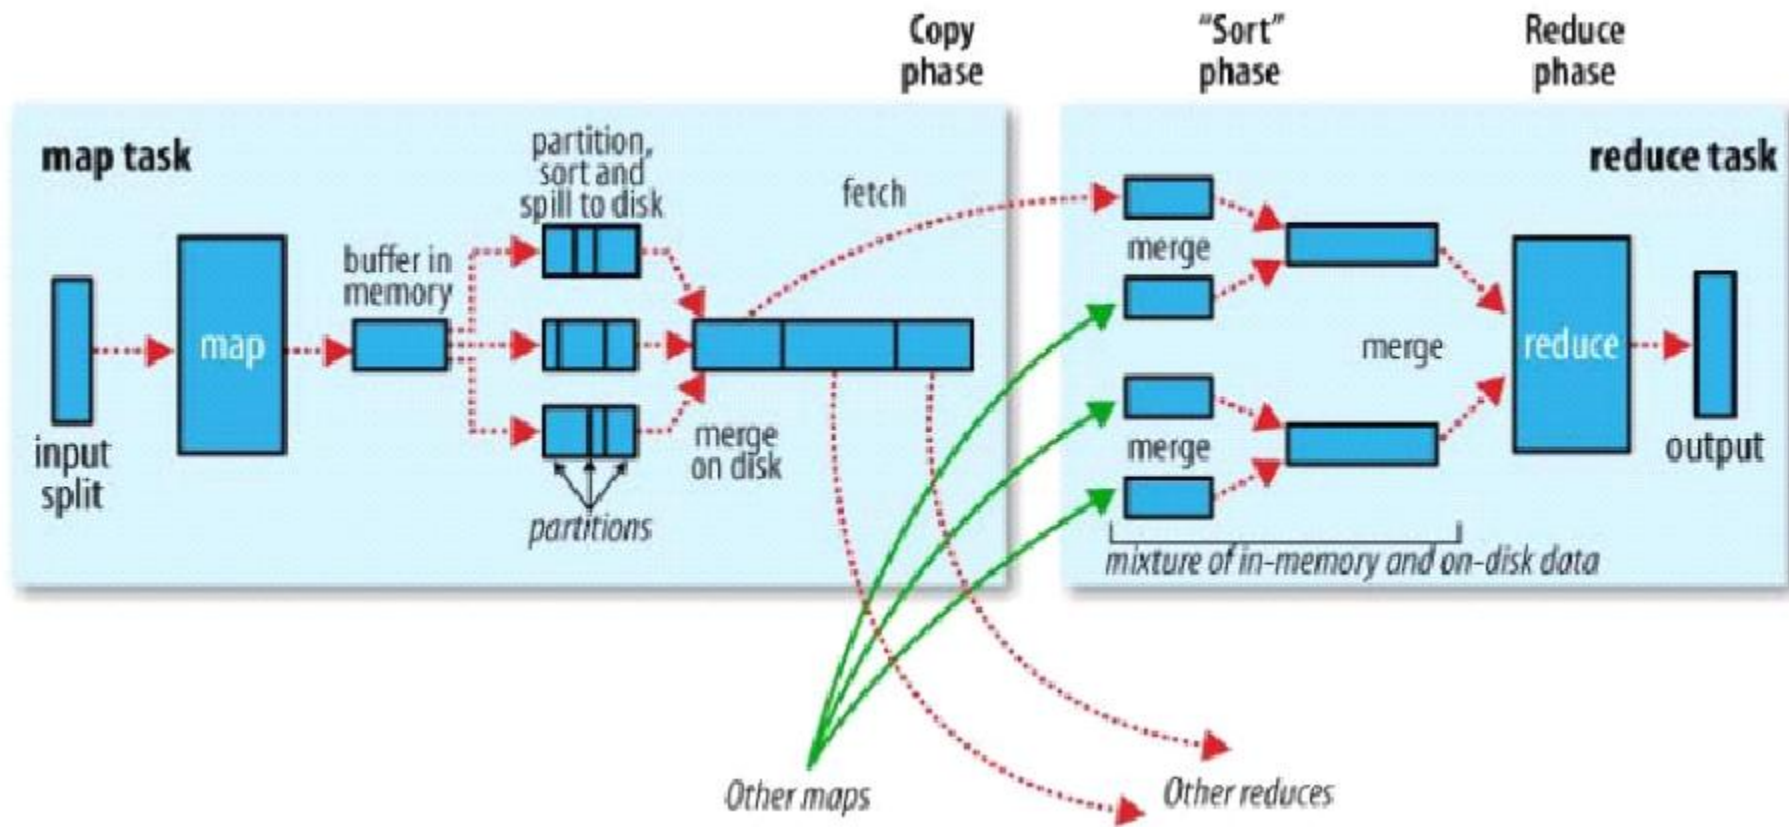 Copy
phase
“Sort”
phase
Reduce
phase
map task
partition,
sort and
spill to disk
fetch
buffer in
memory
map
input
split
merge
on disk
partitions
reduce task
merge
merge
merge
reduce
output
mixture of in-memory and on-disk data
Other maps
Other reduces